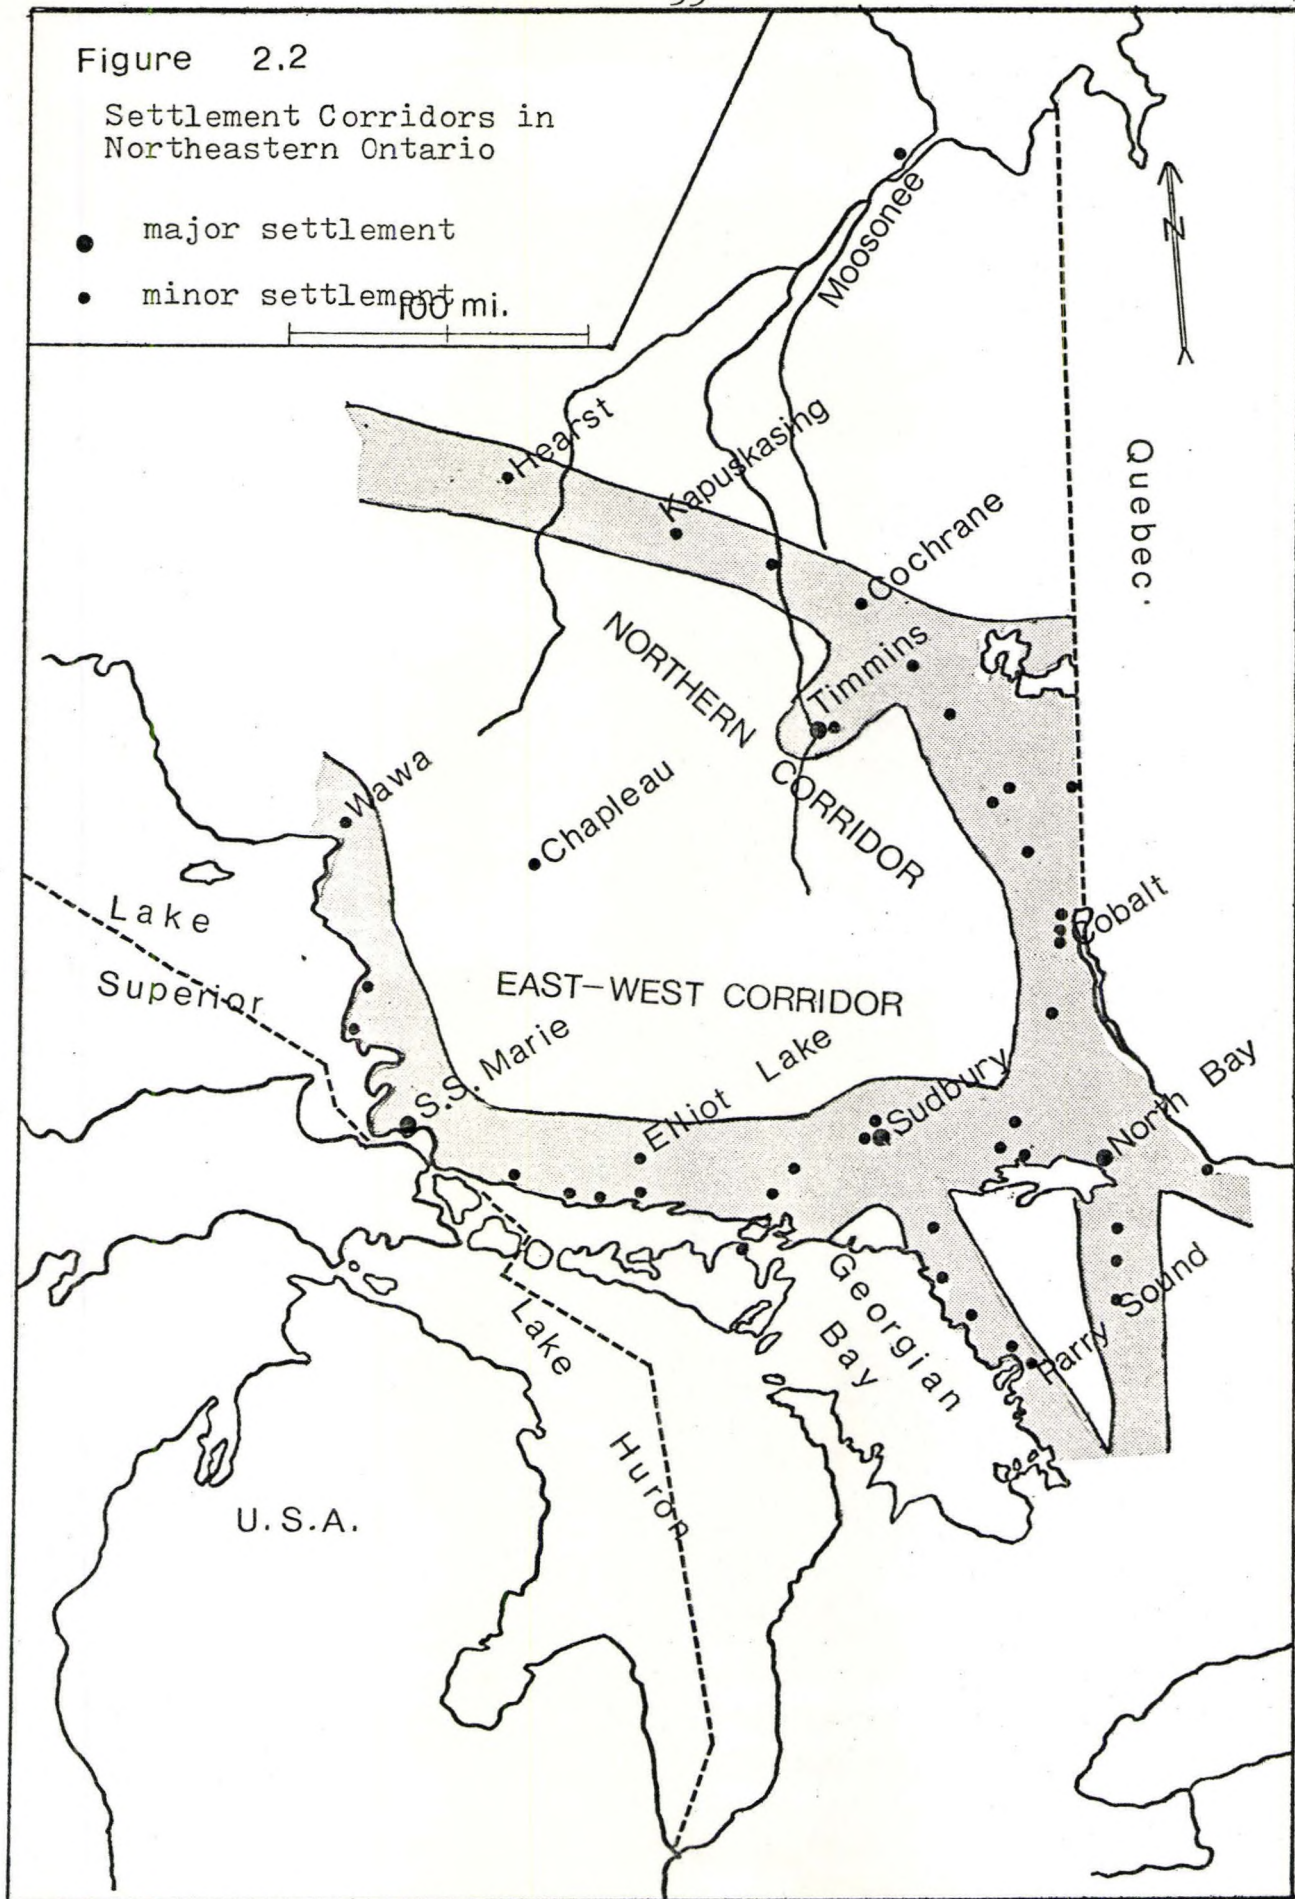 Figure 2.2
Settlement Corridors in
Northeastern Ontario
major settlement
minor settlement
100 mi.
N
Moosonee
Quebec.
Hearst
Kapuskasing
Cochrane
Timmins
NORTHERN CORRIDOR
Wawa
Chapleau
Cobalt
Lake
Superior
EAST-WEST CORRIDOR
S.S. Marie
Elliot Lake
Sudbury
North Bay
Parry Sound
Georgian
Bay
Lake
Huron
U.S.A.